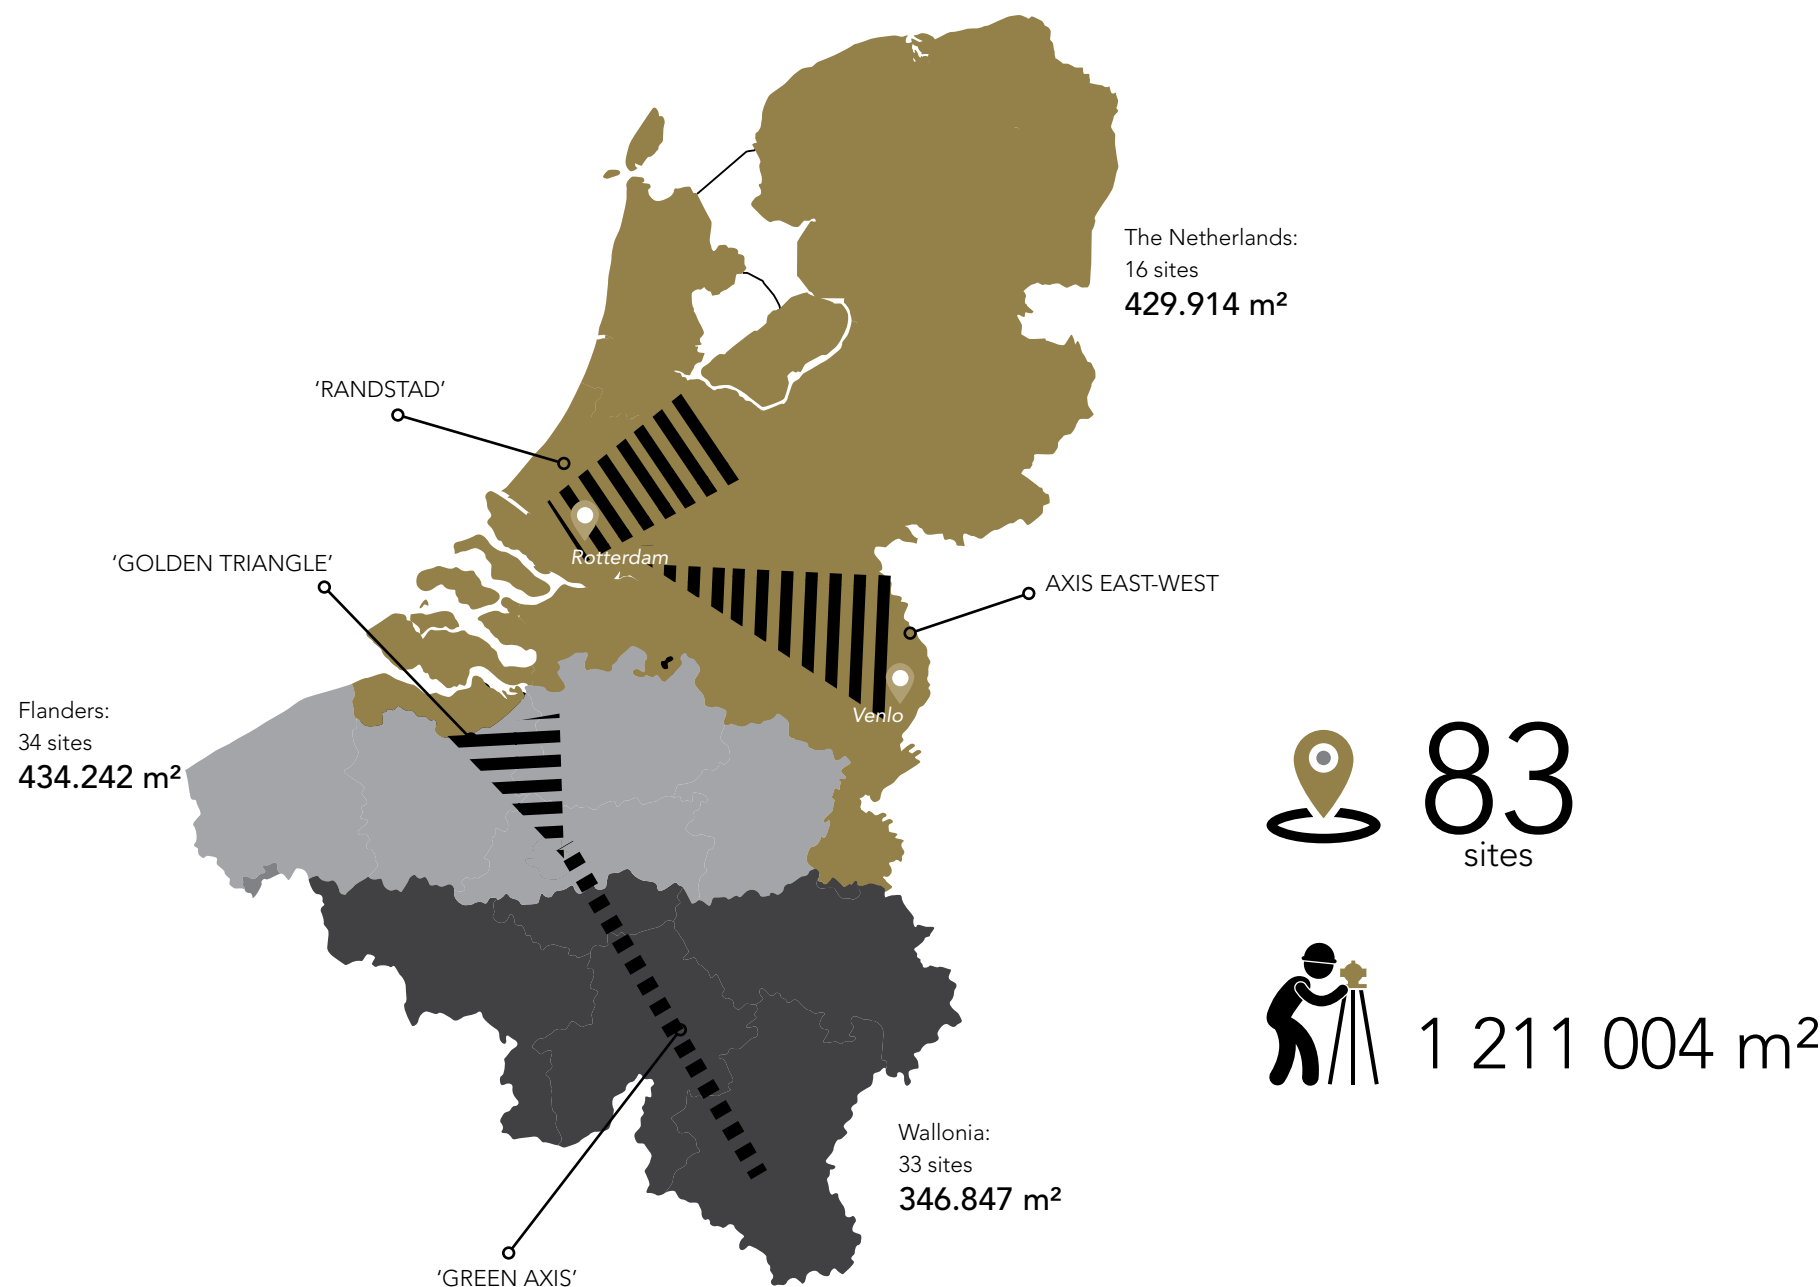 The Netherlands:
16 sites
429.914 m²
‘RANDSTAD’
Rotterdam
‘GOLDEN TRIANGLE’
AXIS EAST-WEST
Venlo
Flanders:
34 sites
434.242 m²
83
sites
1 211 004 m²
Wallonia:
33 sites
346.847 m²
‘GREEN AXIS’